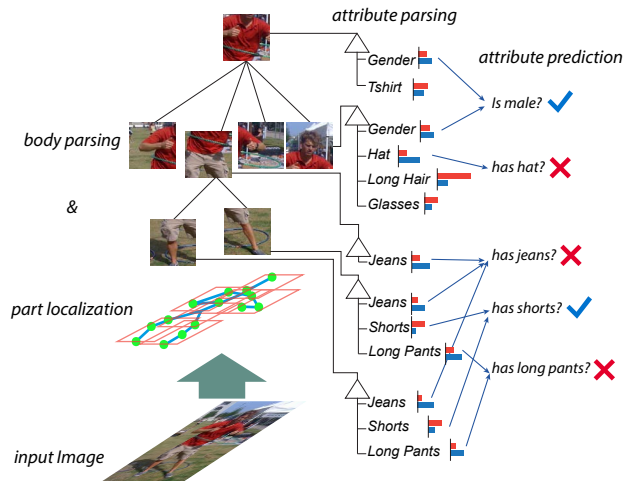 attribute parsing
Gender
Tshirt
attribute prediction
Is male?
body parsing
Gender
Hat
Long Hair
Glasses
has hat?
&
Jeans
has jeans?
part localization
Jeans
Shorts
Long Pants
has shorts?
has long pants?
Jeans
Shorts
Long Pants
input Image